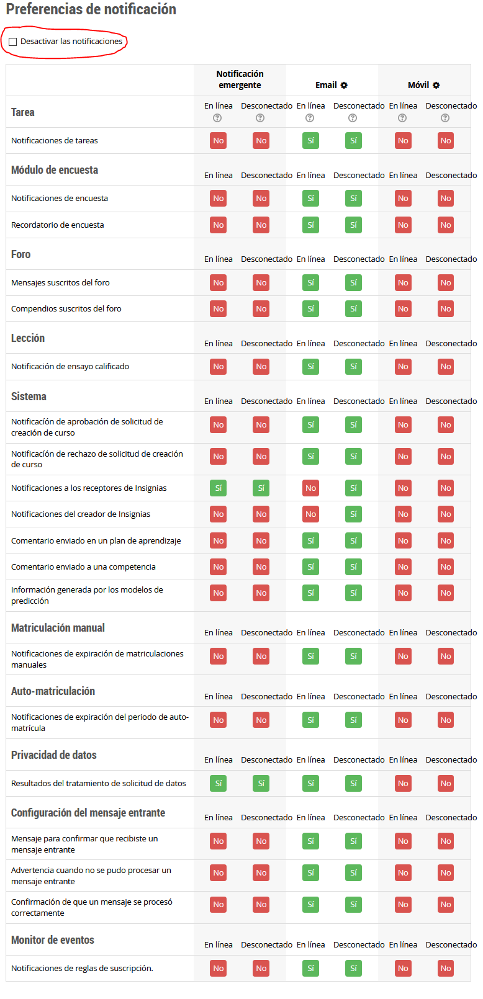 Preferencias de notificación
Desactivar las notificaciones
Notificación
emergente
Email
Móvil
Tarea
En línea Desconectado En línea Desconectado En línea Desconectado
Notificaciones de tareas No No Sí Sí No No
Módulo de encuesta
En línea Desconectado En línea Desconectado En línea Desconectado
Notificaciones de encuesta No No Sí Sí No No
Recordatorio de encuesta No No Sí Sí No No
Foro
En línea Desconectado En línea Desconectado En línea Desconectado
Mensajes suscritos del foro No No Sí Sí No No
Compendios suscritos del foro No No Sí Sí No No
Lección
En línea Desconectado En línea Desconectado En línea Desconectado
Notificación de ensayo calificado No No Sí Sí No No
Sistema
En línea Desconectado En línea Desconectado En línea Desconectado
Notificacíón de aprobación de solicitud de
creación de curso
No No Sí Sí No No
Notificacíón de rechazo de solicitud de creación
de curso
No No Sí Sí No No
Notificaciones a los receptores de Insignias Sí Sí No Sí No No
Notificaciones del creador de Insignias No No No Sí No No
Comentario enviado en un plan de aprendizaje No No Sí Sí No No
Comentario enviado a una competencia No No Sí Sí No No
Información generada por los modelos de
predicción
No No Sí Sí No No
Matriculación manual
En línea Desconectado En línea Desconectado En línea Desconectado
Notificaciones de expiración de matriculaciones
manuales
No No Sí Sí No No
Auto-matriculación
En línea Desconectado En línea Desconectado En línea Desconectado
Notificaciones de expiración del periodo de auto-
matrícula
No No Sí Sí No No
Privacidad de datos
En línea Desconectado En línea Desconectado En línea Desconectado
Resultados del tratamiento de solicitud de datos Sí Sí Sí Sí No No
Configuración del mensaje entrante
En línea Desconectado En línea Desconectado En línea Desconectado
Mensaje para confirmar que recibiste un
mensaje entrante
No No Sí Sí No No
Advertencia cuando no se pudo procesar un
mensaje entrante
No No Sí Sí No No
Confirmación de que un mensaje se procesó
correctamente
No No Sí Sí No No
Monitor de eventos
En línea Desconectado En línea Desconectado En línea Desconectado
Notificaciones de reglas de suscripción. No No Sí Sí No No